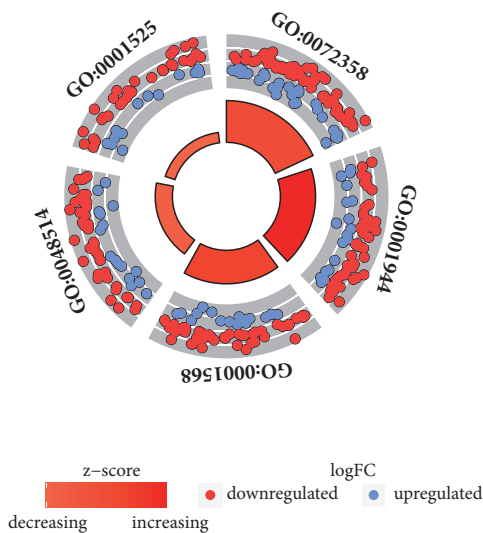 GO:0001525
GO:0072358
GO:0001944
GO:0048514
GO:0001568
z−score
logFC
downregulated
upregulated
decreasing
increasing